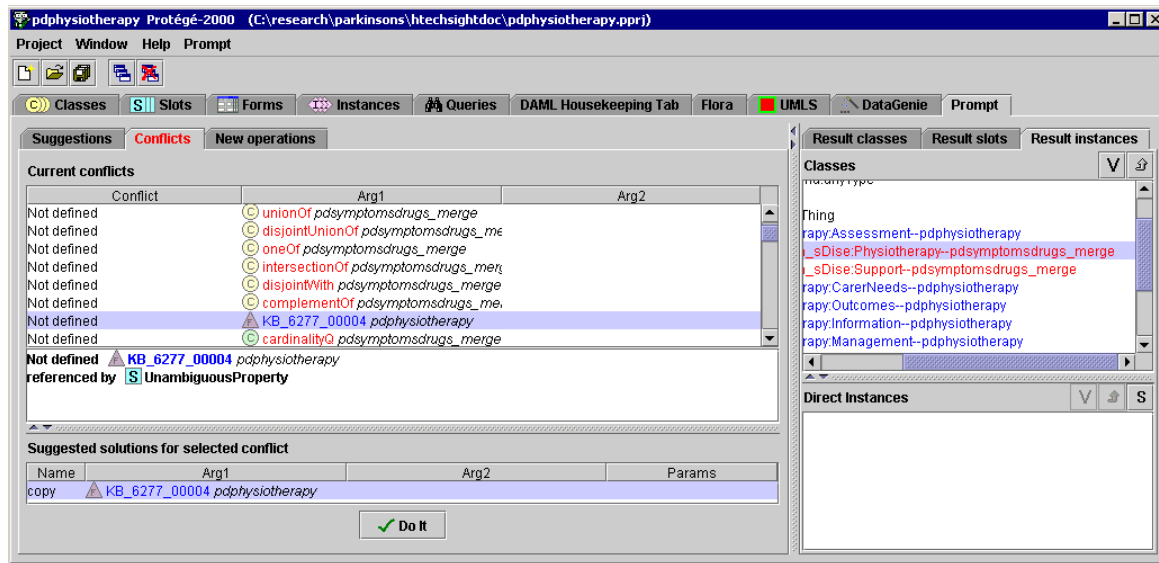 pdphysiotherapy Protégé-2000 (C:\research\parkinsons\htechsightdoc\pdphysiotherapy.pprj)
Project Window Help Prompt
C Classes S Slots Forms Instances Queries DAML Housekeeping Tab Flora UMLS DataGenie Prompt
Suggestions Conflicts New operations
Current conflicts
Conflict Arg1 Arg2
Not defined C unionOf pdsymptomsdrugs_merge
Not defined C disjointUnionOf pdsymptomsdrugs_me
Not defined C oneOf pdsymptomsdrugs_merge
Not defined C intersectionOf pdsymptomsdrugs_mer
Not defined C disjointWith pdsymptomsdrugs_merge
Not defined C complementOf pdsymptomsdrugs_me
Not defined F KB_6277_00004 pdphysiotherapy
Not defined C cardinalityQ pdsymptomsdrugs_merge
Not defined F KB_6277_00004 pdphysiotherapy
referenced by S UnambiguousProperty
Suggested solutions for selected conflict
Name Arg1 Arg2 Params
copy F KB_6277_00004 pdphysiotherapy
Do It
Result classes Result slots Result instances
Classes V
Thing
rapy:Assessment--pdphysiotherapy
_sDise:Physiotherapy--pdsymptomsdrugs_merge
_sDise:Support--pdsymptomsdrugs_merge
rapy:CarerNeeds--pdphysiotherapy
rapy:Outcomes--pdphysiotherapy
rapy:Information--pdphysiotherapy
rapy:Management--pdphysiotherapy
Direct Instances V S